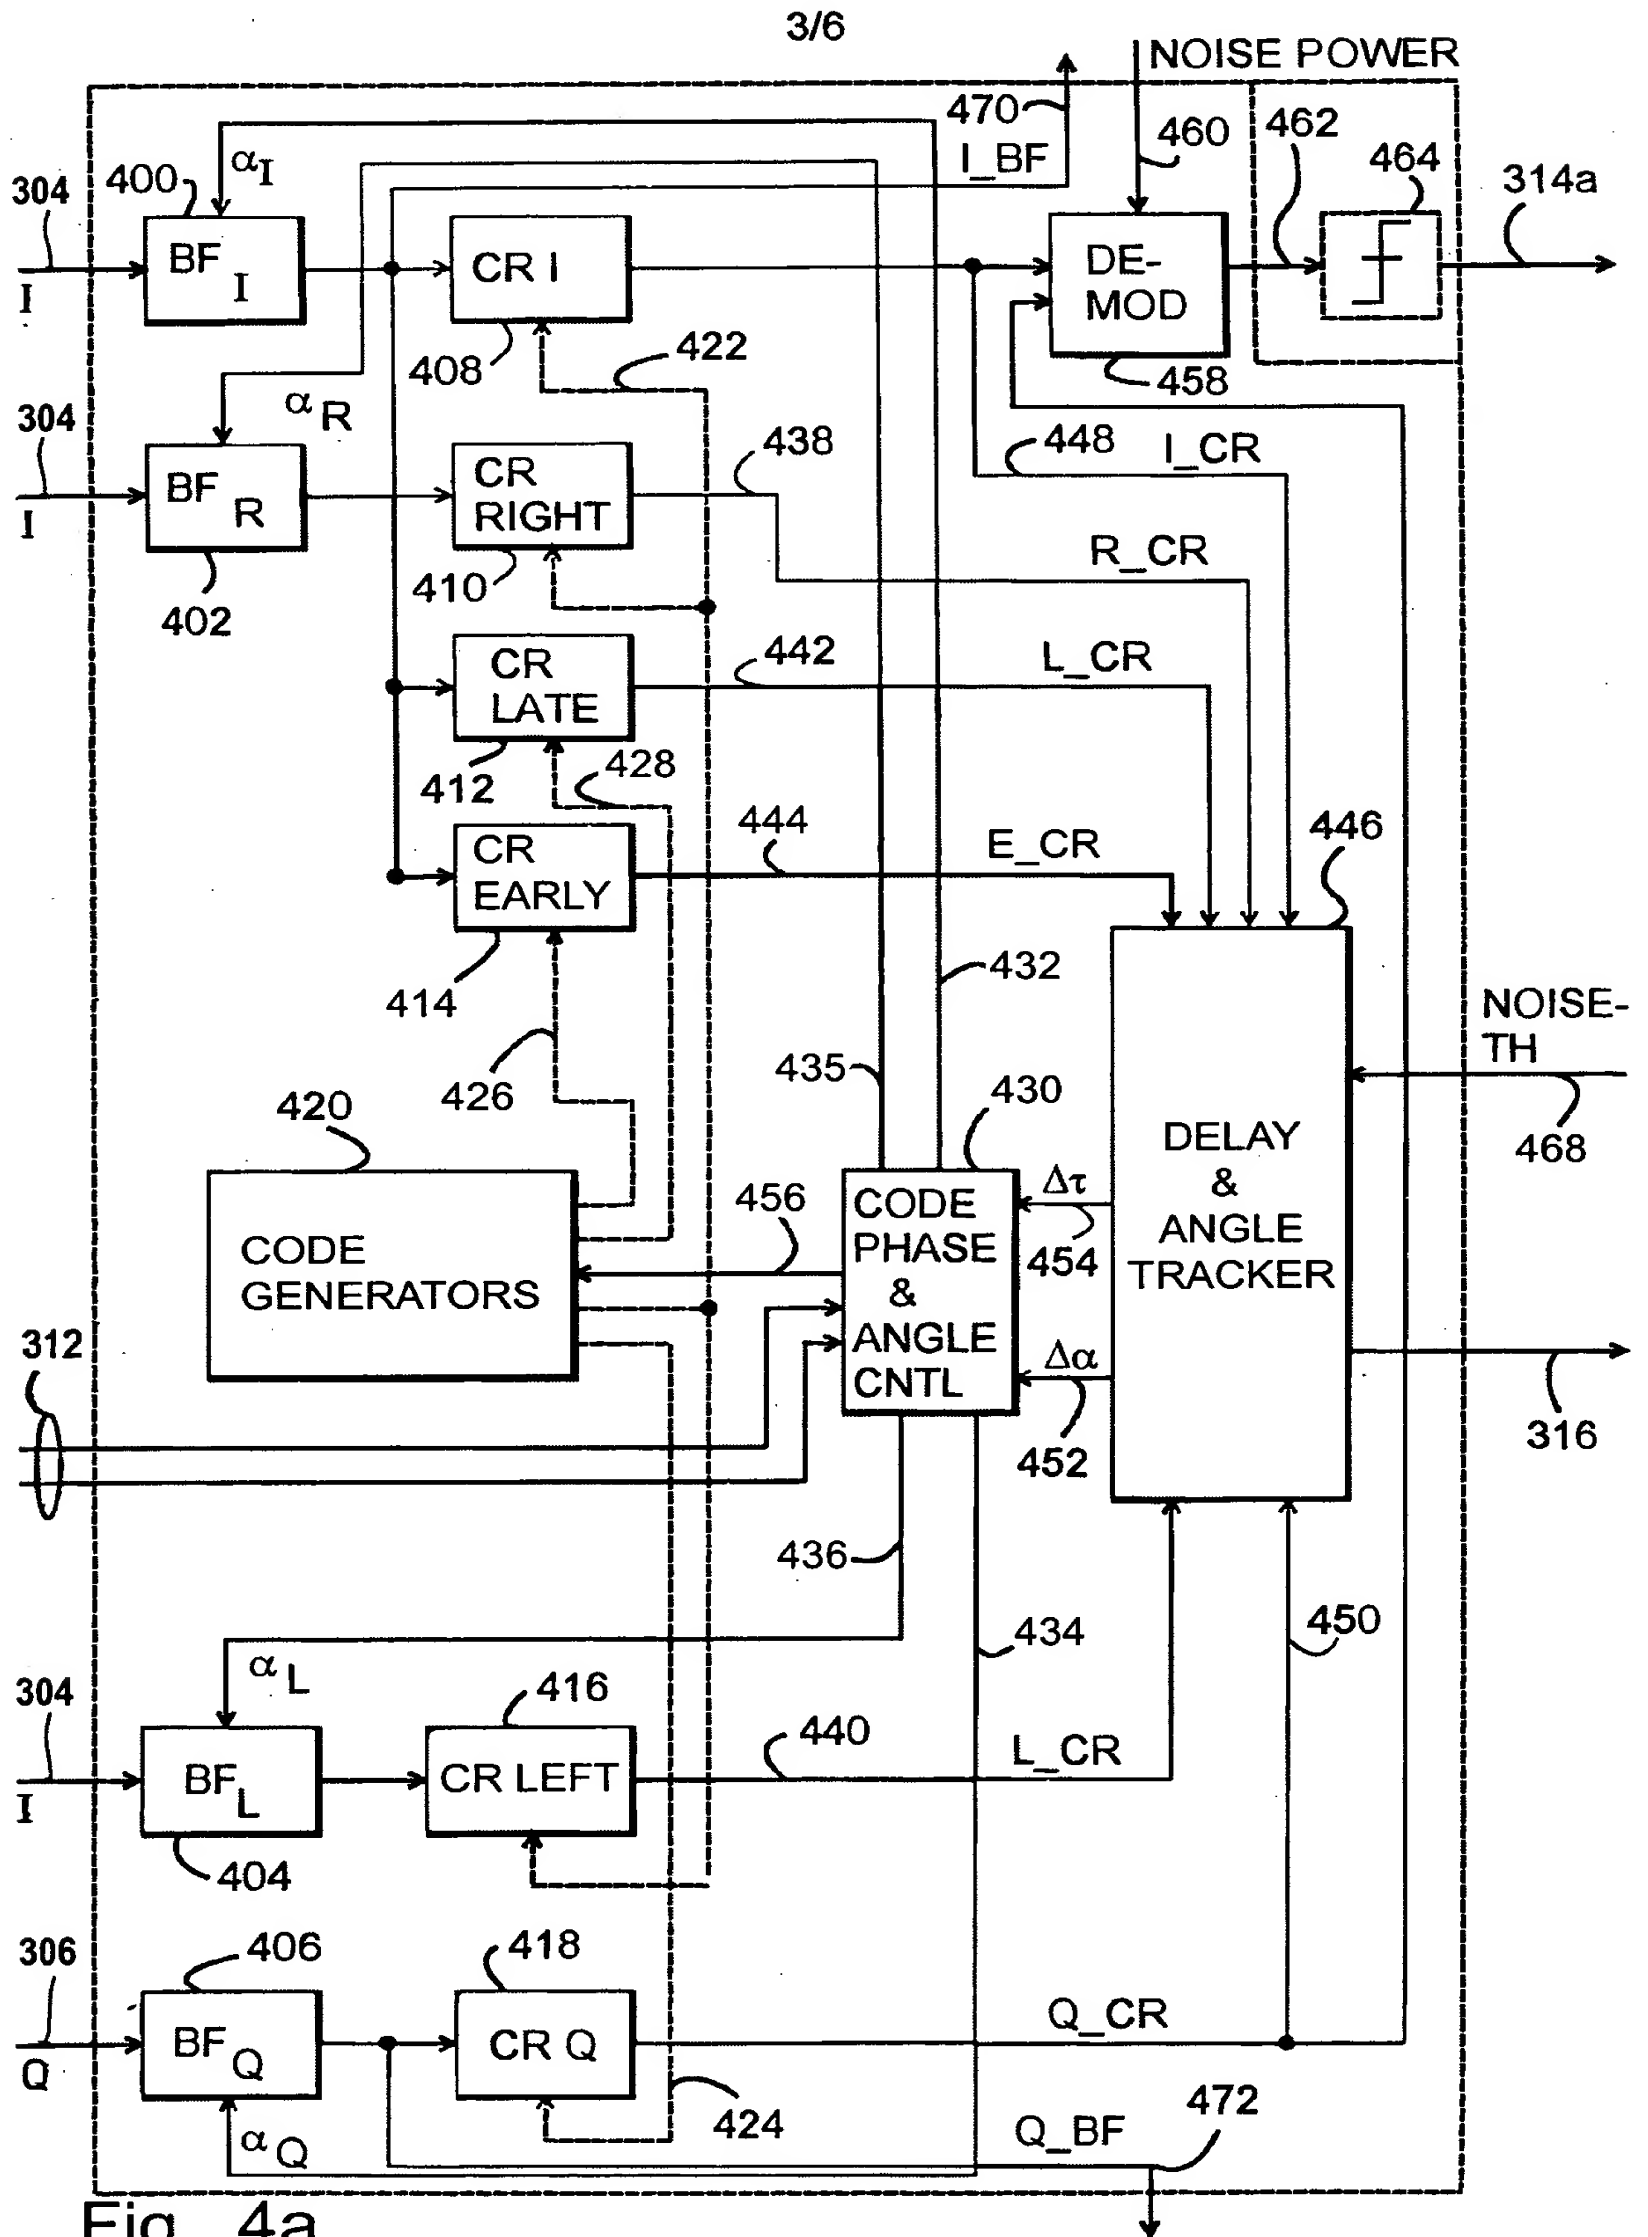 3/6
NOISE POWER
470
I_BF
460
462
464
314a
304
400
αI
I
BF I
CR I
DE-
MOD
408
422
458
304
αR
I
BF R
402
CR
RIGHT
410
438
448
I_CR
R_CR
CR
LATE
412
442
L_CR
428
CR
EARLY
414
444
E_CR
446
432
426
435
430
NOISE-
TH
468
420
CODE
GENERATORS
456
CODE
PHASE
&
ANGLE
CNTL
Δτ
454
Δα
452
DELAY
&
ANGLE
TRACKER
312
316
436
434
450
304
αL
I
BFL
404
416
CR LEFT
440
L_CR
306
406
Q
BF Q
αQ
418
CR Q
424
Q_CR
Q_BF
472
Fig. 4a